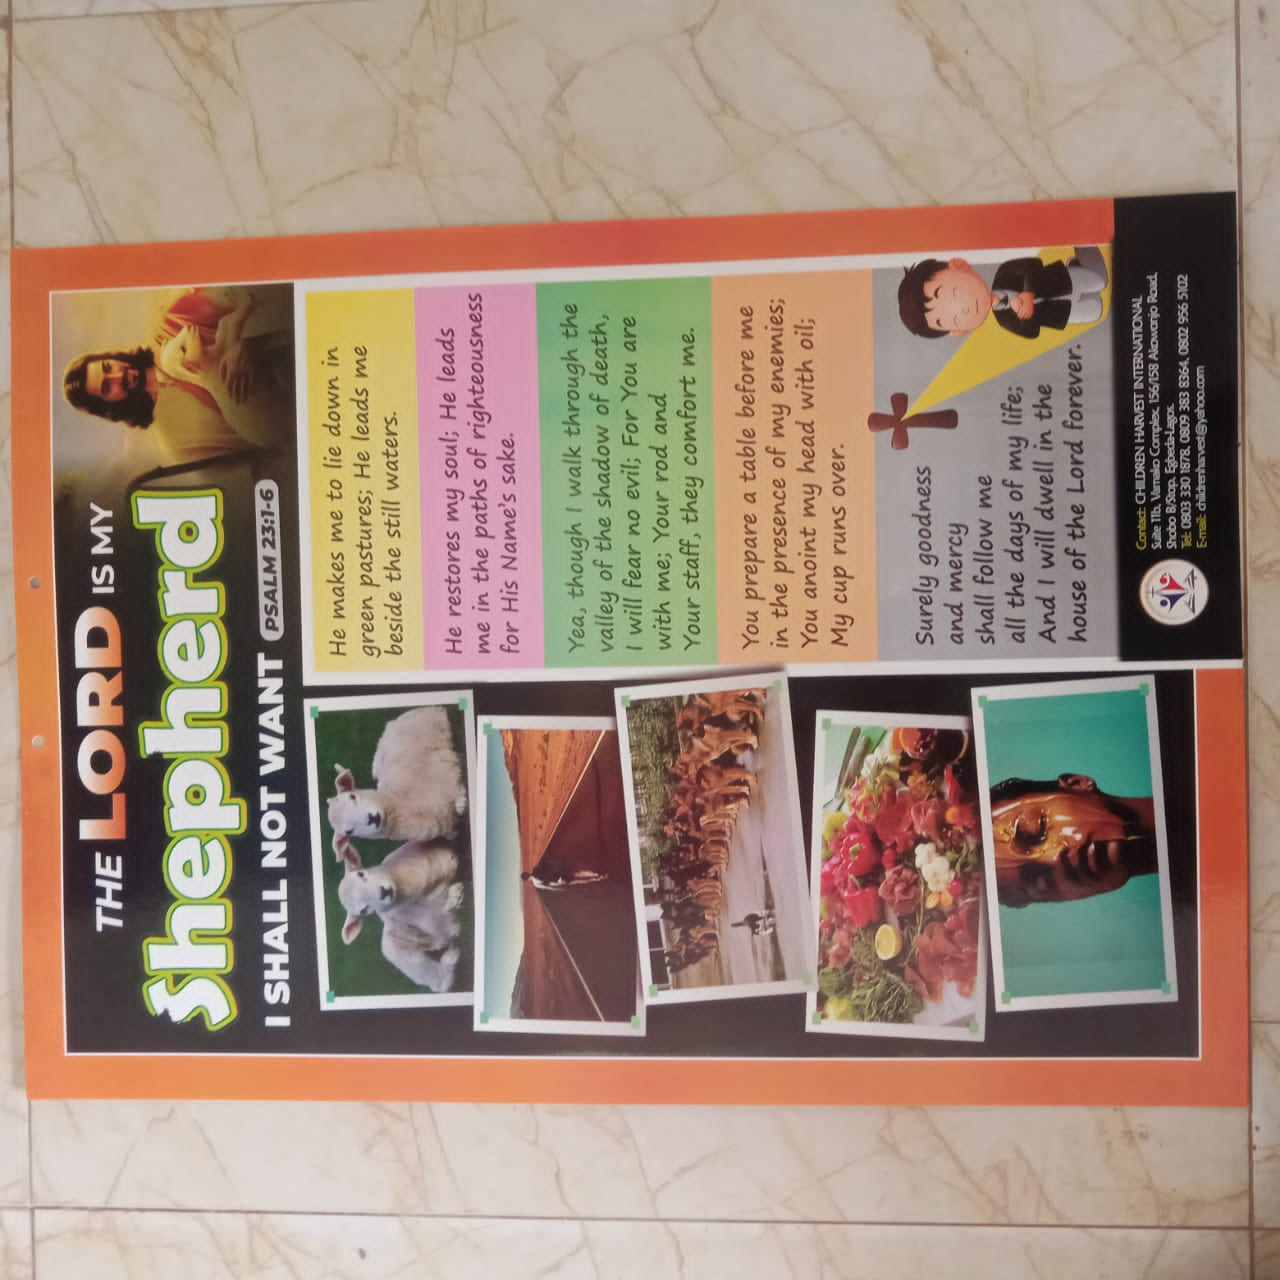 THE LORD IS MY
Shepherd
I SHALL NOT WANT PSALM 23:1-6
He makes me to lie down in
green pastures; He leads me
beside the still waters.
He restores my soul; He leads
me in the paths of righteousness
for His Name's sake.
Yea, though I walk through the
valley of the shadow of death,
I will fear no evil; For You are
with me; Your rod and
Your staff, they comfort me.
You prepare a table before me
in the presence of my enemies;
You anoint my head with oil;
My cup runs over.
Surely goodness
and mercy
shall follow me
all the days of my life;
And I will dwell in the
house of the Lord forever.
Contact: CHILDREN HARVEST INTERNATIONAL
Suite 11b, Vamako Complex, 156/158 Akowonjo Road,
Shobo B/Stop, Egbeda-Lagos.
Tel: 0803 330 1878, 0809 383 8364, 0802 956 5102
E-mail: childrenharvest@yahoo.com